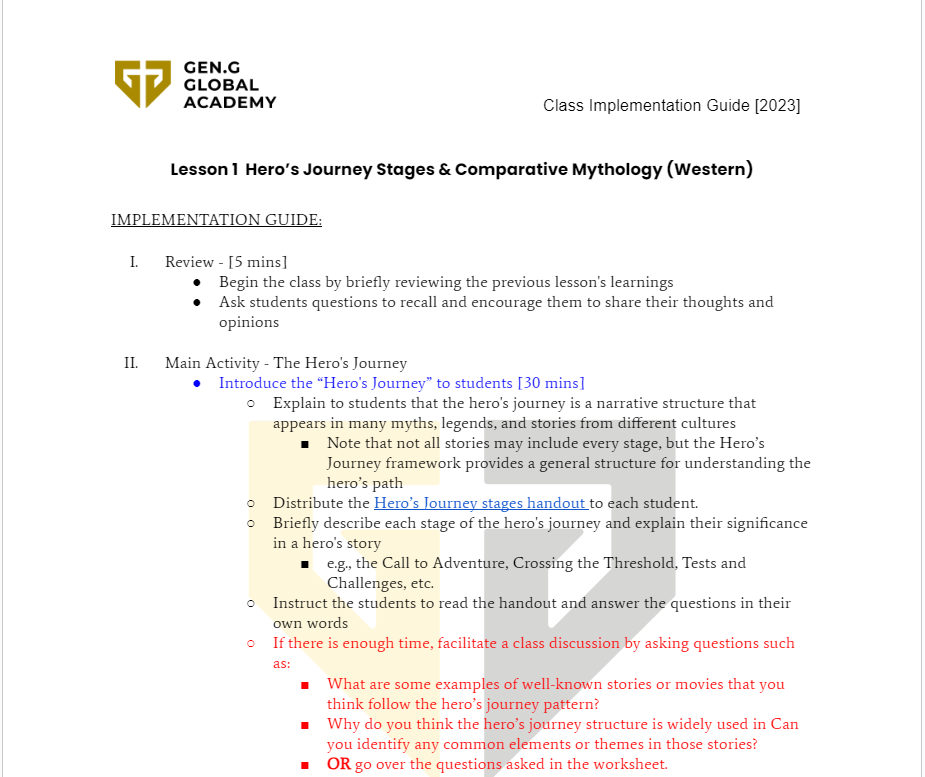 GEN.G
GLOBAL
ACADEMY
Class Implementation Guide [2023]
Lesson 1 Hero's Journey Stages & Comparative Mythology (Western)
IMPLEMENTATION GUIDE:
I. Review - [5 mins]
● Begin the class by briefly reviewing the previous lesson's learnings
● Ask students questions to recall and encourage them to share their thoughts and
opinions
II. Main Activity - The Hero's Journey
● Introduce the “Hero's Journey” to students [30 mins]
○ Explain to students that the hero's journey is a narrative structure that
appears in many myths, legends, and stories from different cultures
■ Note that not all stories may include every stage, but the Hero’s
Journey framework provides a general structure for understanding the
hero’s path
○ Distribute the Hero’s Journey stages handout to each student.
○ Briefly describe each stage of the hero's journey and explain their significance
in a hero's story
■ e.g., the Call to Adventure, Crossing the Threshold, Tests and
Challenges, etc.
○ Instruct the students to read the handout and answer the questions in their
own words
○ If there is enough time, facilitate a class discussion by asking questions such
as:
■ What are some examples of well-known stories or movies that you
think follow the hero’s journey pattern?
■ Why do you think the hero’s journey structure is widely used in Can
you identify any common elements or themes in those stories?
■ OR go over the questions asked in the worksheet.